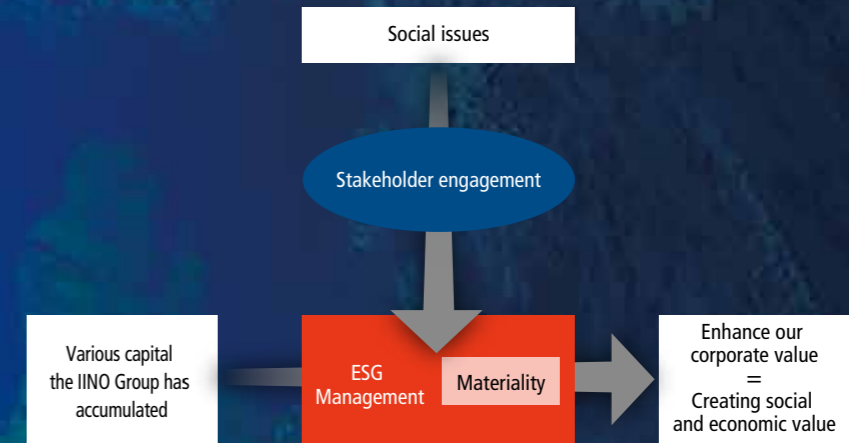 Social issues
Stakeholder engagement
Various capital
the IINO Group has
accumulated
ESG
Management
Materiality
Enhance our
corporate value
=
Creating social
and economic value